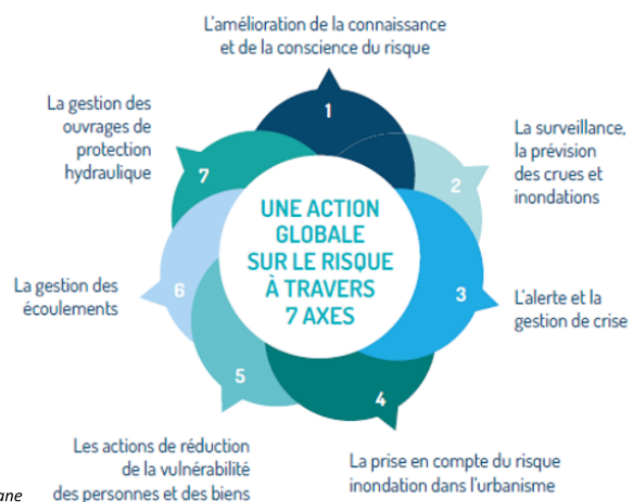 L'amélioration de la connaissance
et de la conscience du risque
1
La surveillance,
la prévision
des crues et
inondations
2
L'alerte et la
gestion de crise
3
La prise en compte du risque
inondation dans l'urbanisme
4
Les actions de réduction
de la vulnérabilité
des personnes et des biens
5
La gestion des
écoulements
6
La gestion des
ouvrages de
protection
hydraulique
7
UNE ACTION
GLOBALE
SUR LE RISQUE
À TRAVERS
7 AXES
ane